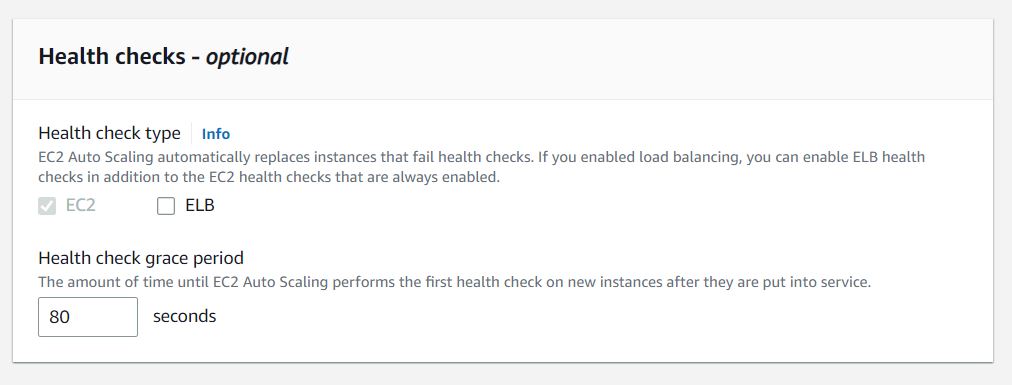 Health checks - optional
Health check type Info
EC2 Auto Scaling automatically replaces instances that fail health checks. If you enabled load balancing, you can enable ELB health
checks in addition to the EC2 health checks that are always enabled.
EC2 ELB
Health check grace period
The amount of time until EC2 Auto Scaling performs the first health check on new instances after they are put into service.
80 seconds